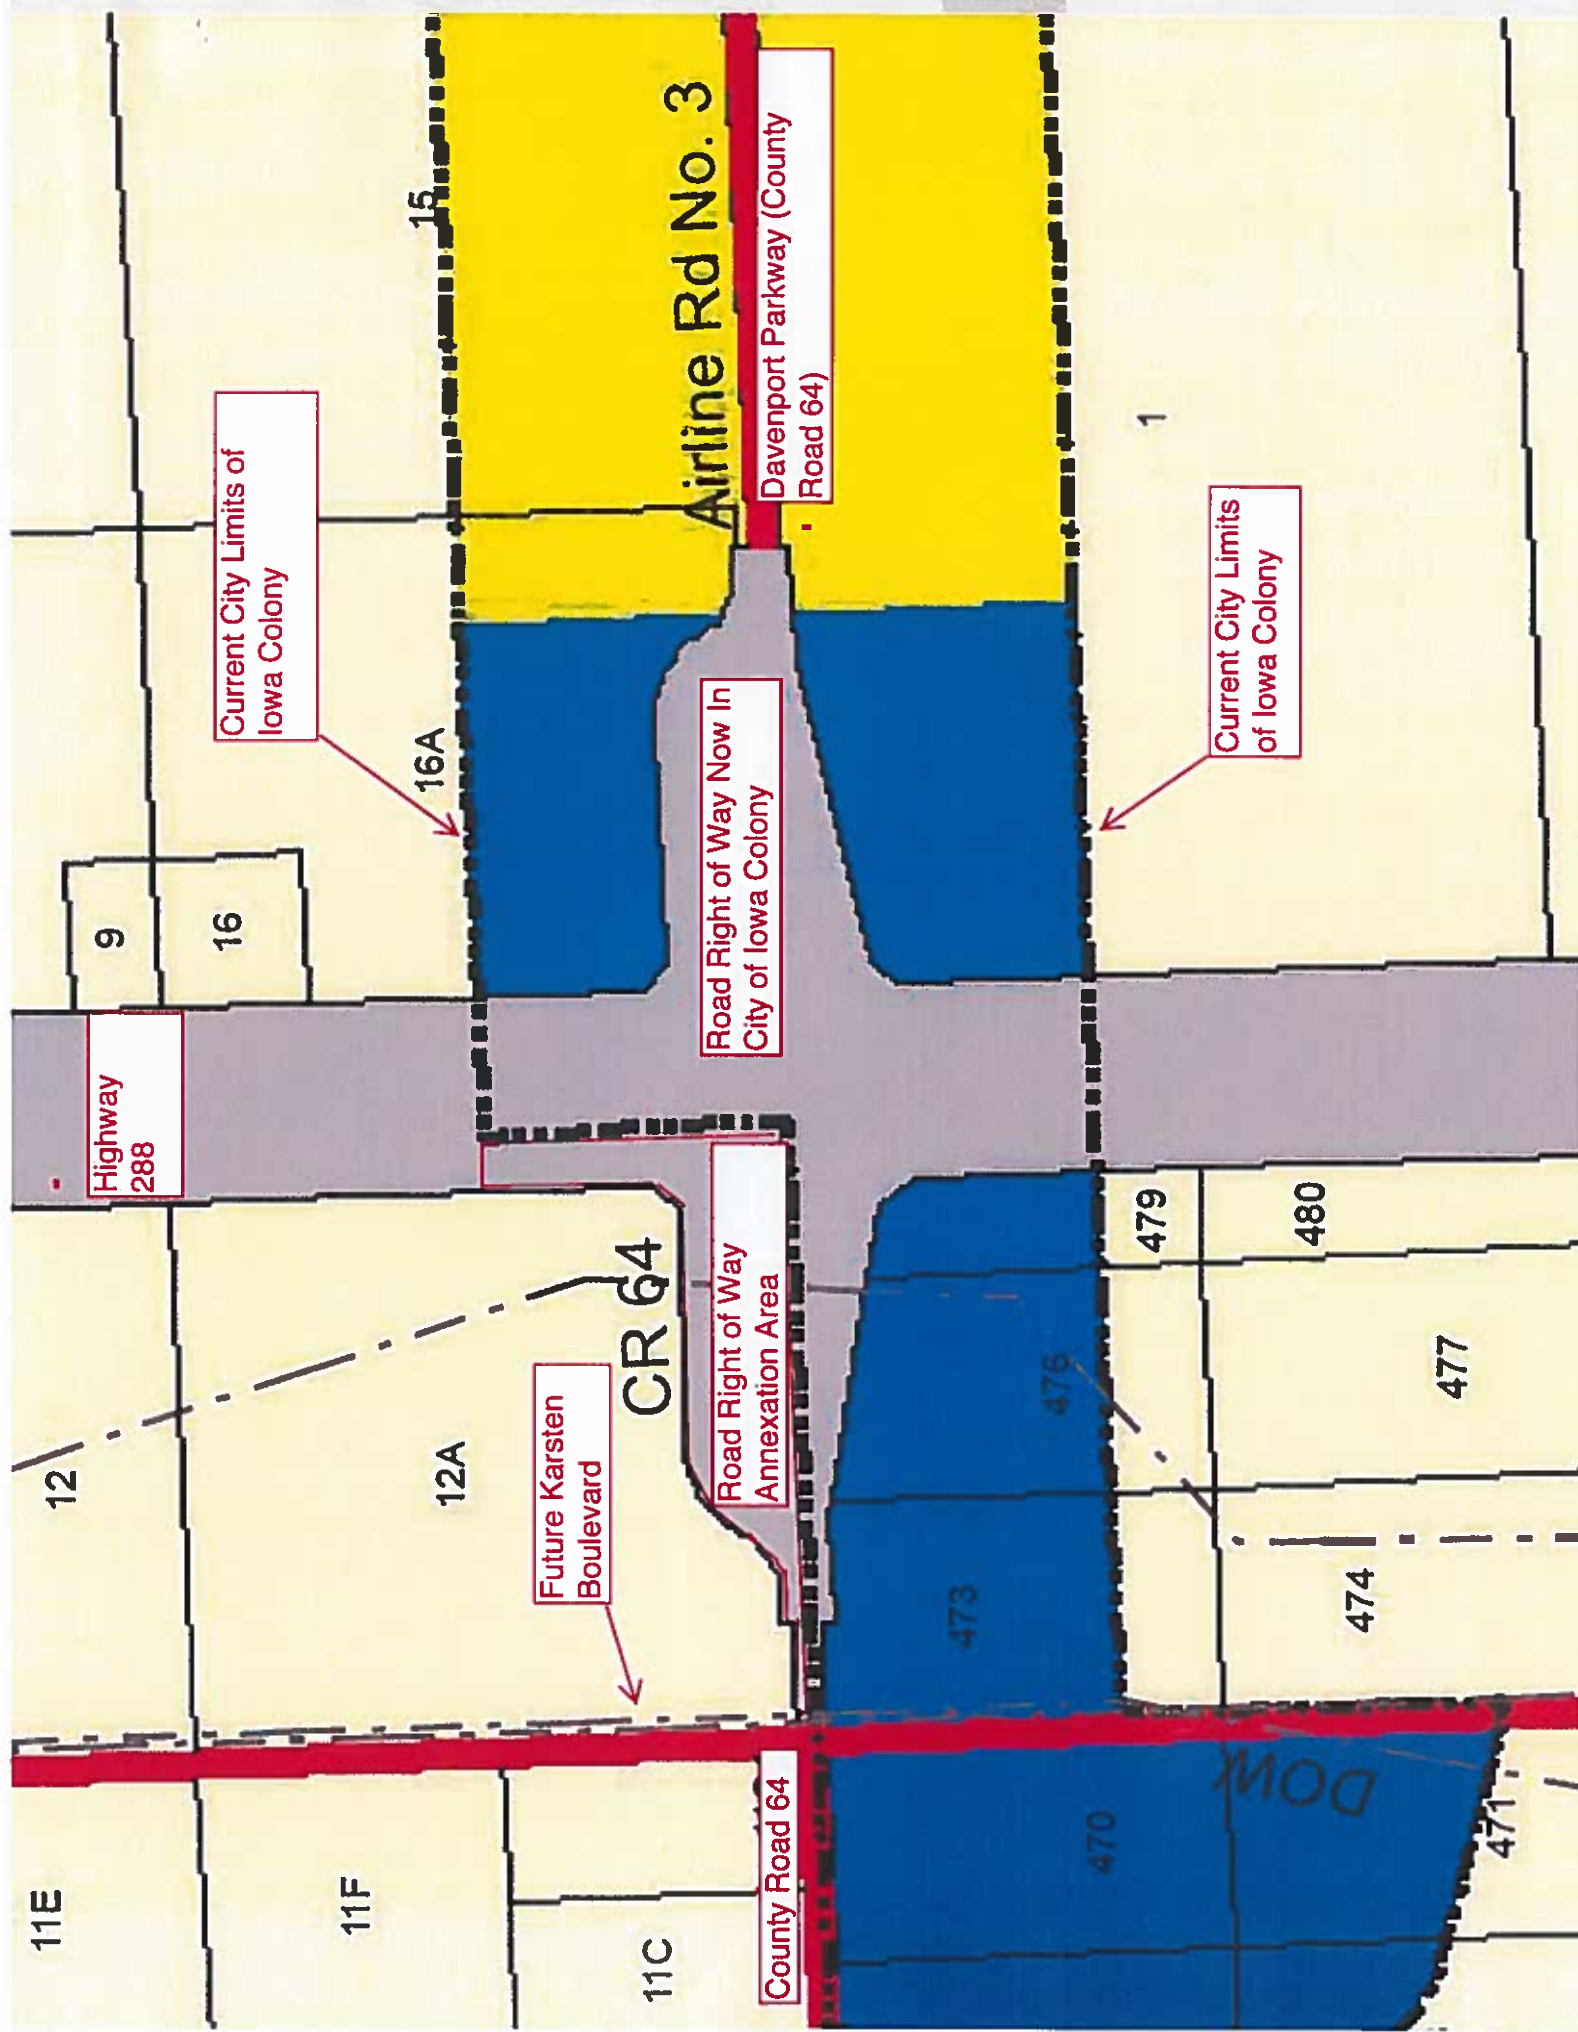 11E
12
Highway
288
9
16
Current City Limits of
Iowa Colony
11F
12A
16A
15
Future Karsten
Boulevard
11C
CR 64
Airline Rd No. 3
County Road 64
Road Right of Way
Annexation Area
Road Right of Way Now In
City of Iowa Colony
Davenport Parkway (County
Road 64)
473
476
470
479
1
Current City Limits
of Iowa Colony
DOW
480
474
477
471